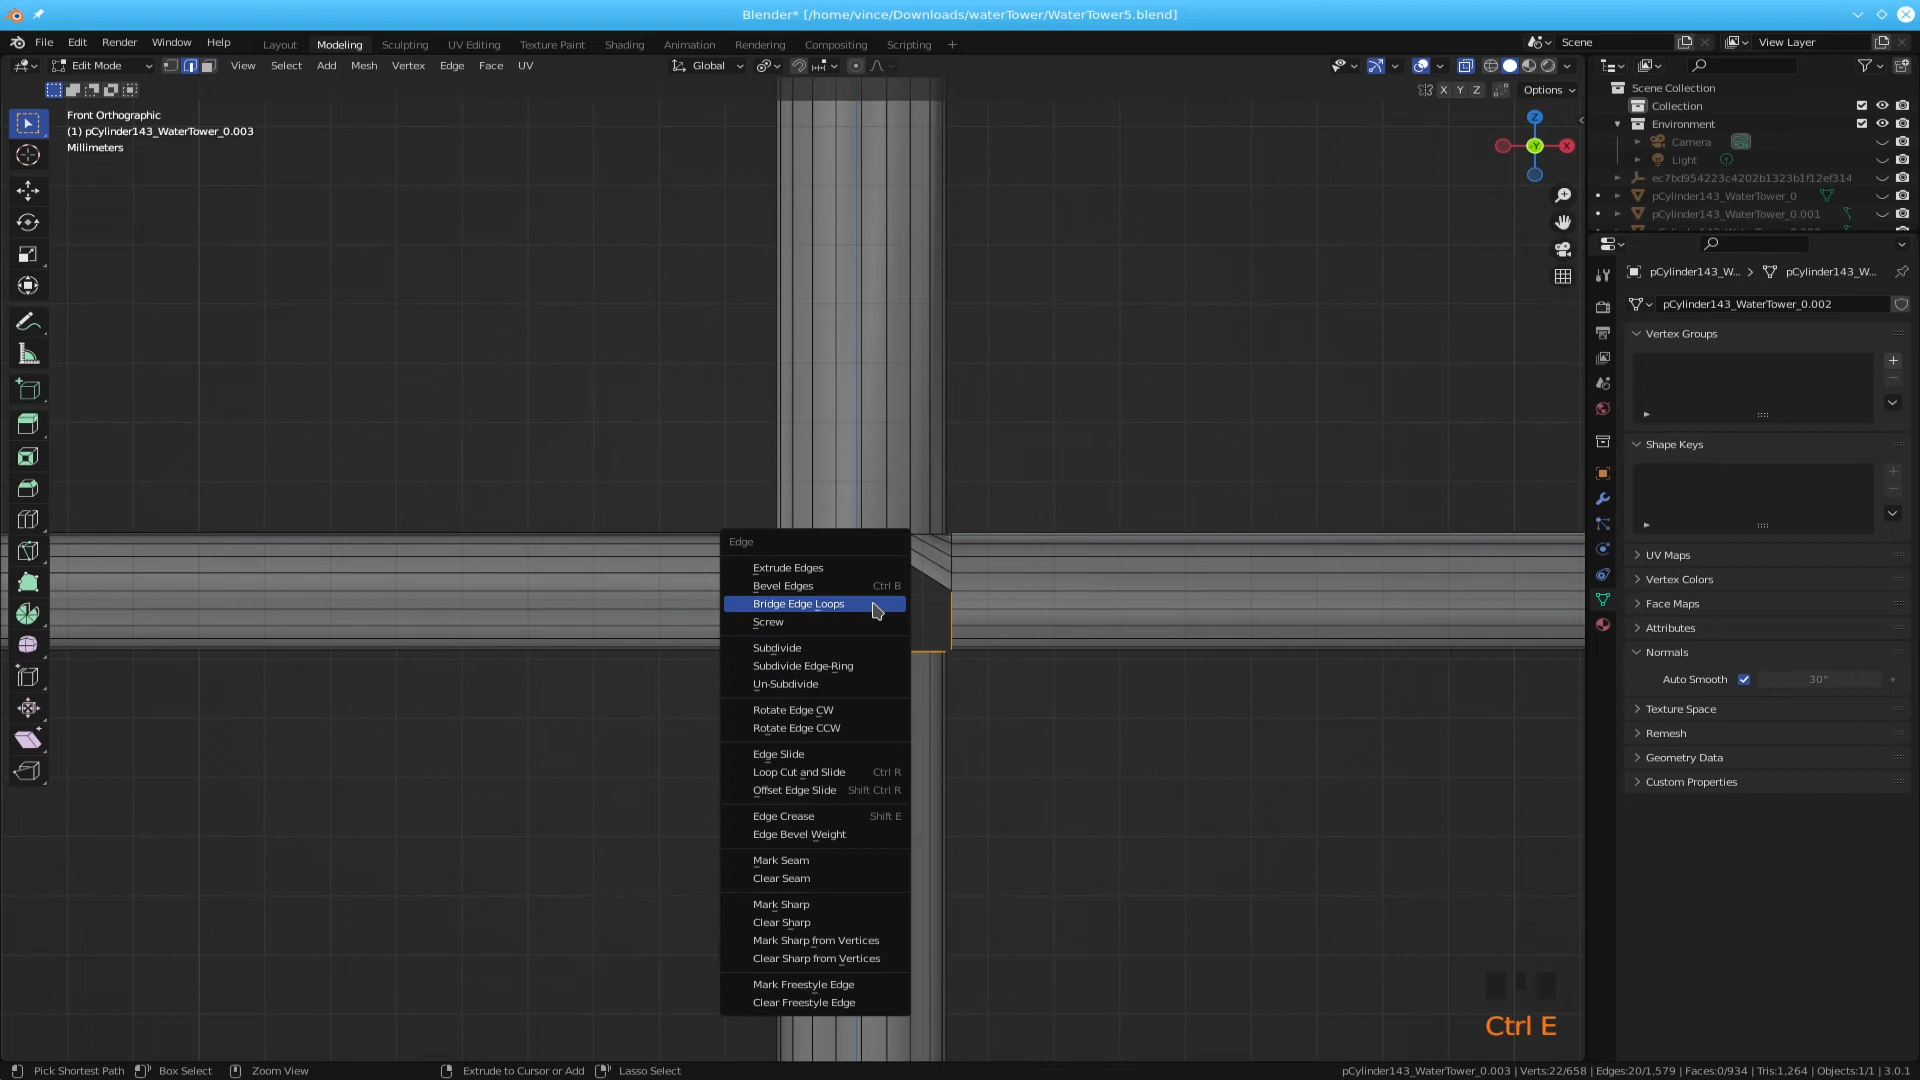 Blender* [/home/vince/Downloads/waterTower/WaterTower5.blend]
File Edit Render Window Help
Layout Modeling Sculpting UV Editing Texture Paint Shading Animation Rendering Compositing Scripting +
Scene
View Layer
Edit Mode
View Select Add Mesh Vertex Edge Face UV
Global
X Y Z
Options
Front Orthographic
(1) pCylinder143_WaterTower_0.003
Millimeters
Z
-Y
X
Edge
Extrude Edges
Bevel Edges Ctrl B
Bridge Edge Loops
Screw
Subdivide
Subdivide Edge-Ring
Un-Subdivide
Rotate Edge CW
Rotate Edge CCW
Edge Slide
Loop Cut and Slide Ctrl R
Offset Edge Slide Shift Ctrl R
Edge Crease Shift E
Edge Bevel Weight
Mark Seam
Clear Seam
Mark Sharp
Clear Sharp
Mark Sharp from Vertices
Clear Sharp from Vertices
Mark Freestyle Edge
Clear Freestyle Edge
Ctrl E
Scene Collection
Collection
Environment
Camera
Light
ec7bd954223c4202b1323b1f12ef314
pCylinder143_WaterTower_0
pCylinder143_WaterTower_0.001
pCylinder143_W... > pCylinder143_W...
pCylinder143_WaterTower_0.002
Vertex Groups
Shape Keys
UV Maps
Vertex Colors
Face Maps
Attributes
Normals
Auto Smooth 30°
Texture Space
Remesh
Geometry Data
Custom Properties
Pick Shortest Path Box Select Zoom View Extrude to Cursor or Add Lasso Select
pCylinder143_WaterTower_0.003 | Verts:22/658 | Edges:20/1,579 | Faces:0/934 | Tris:1,264 | Objects:1/1 | 3.0.1